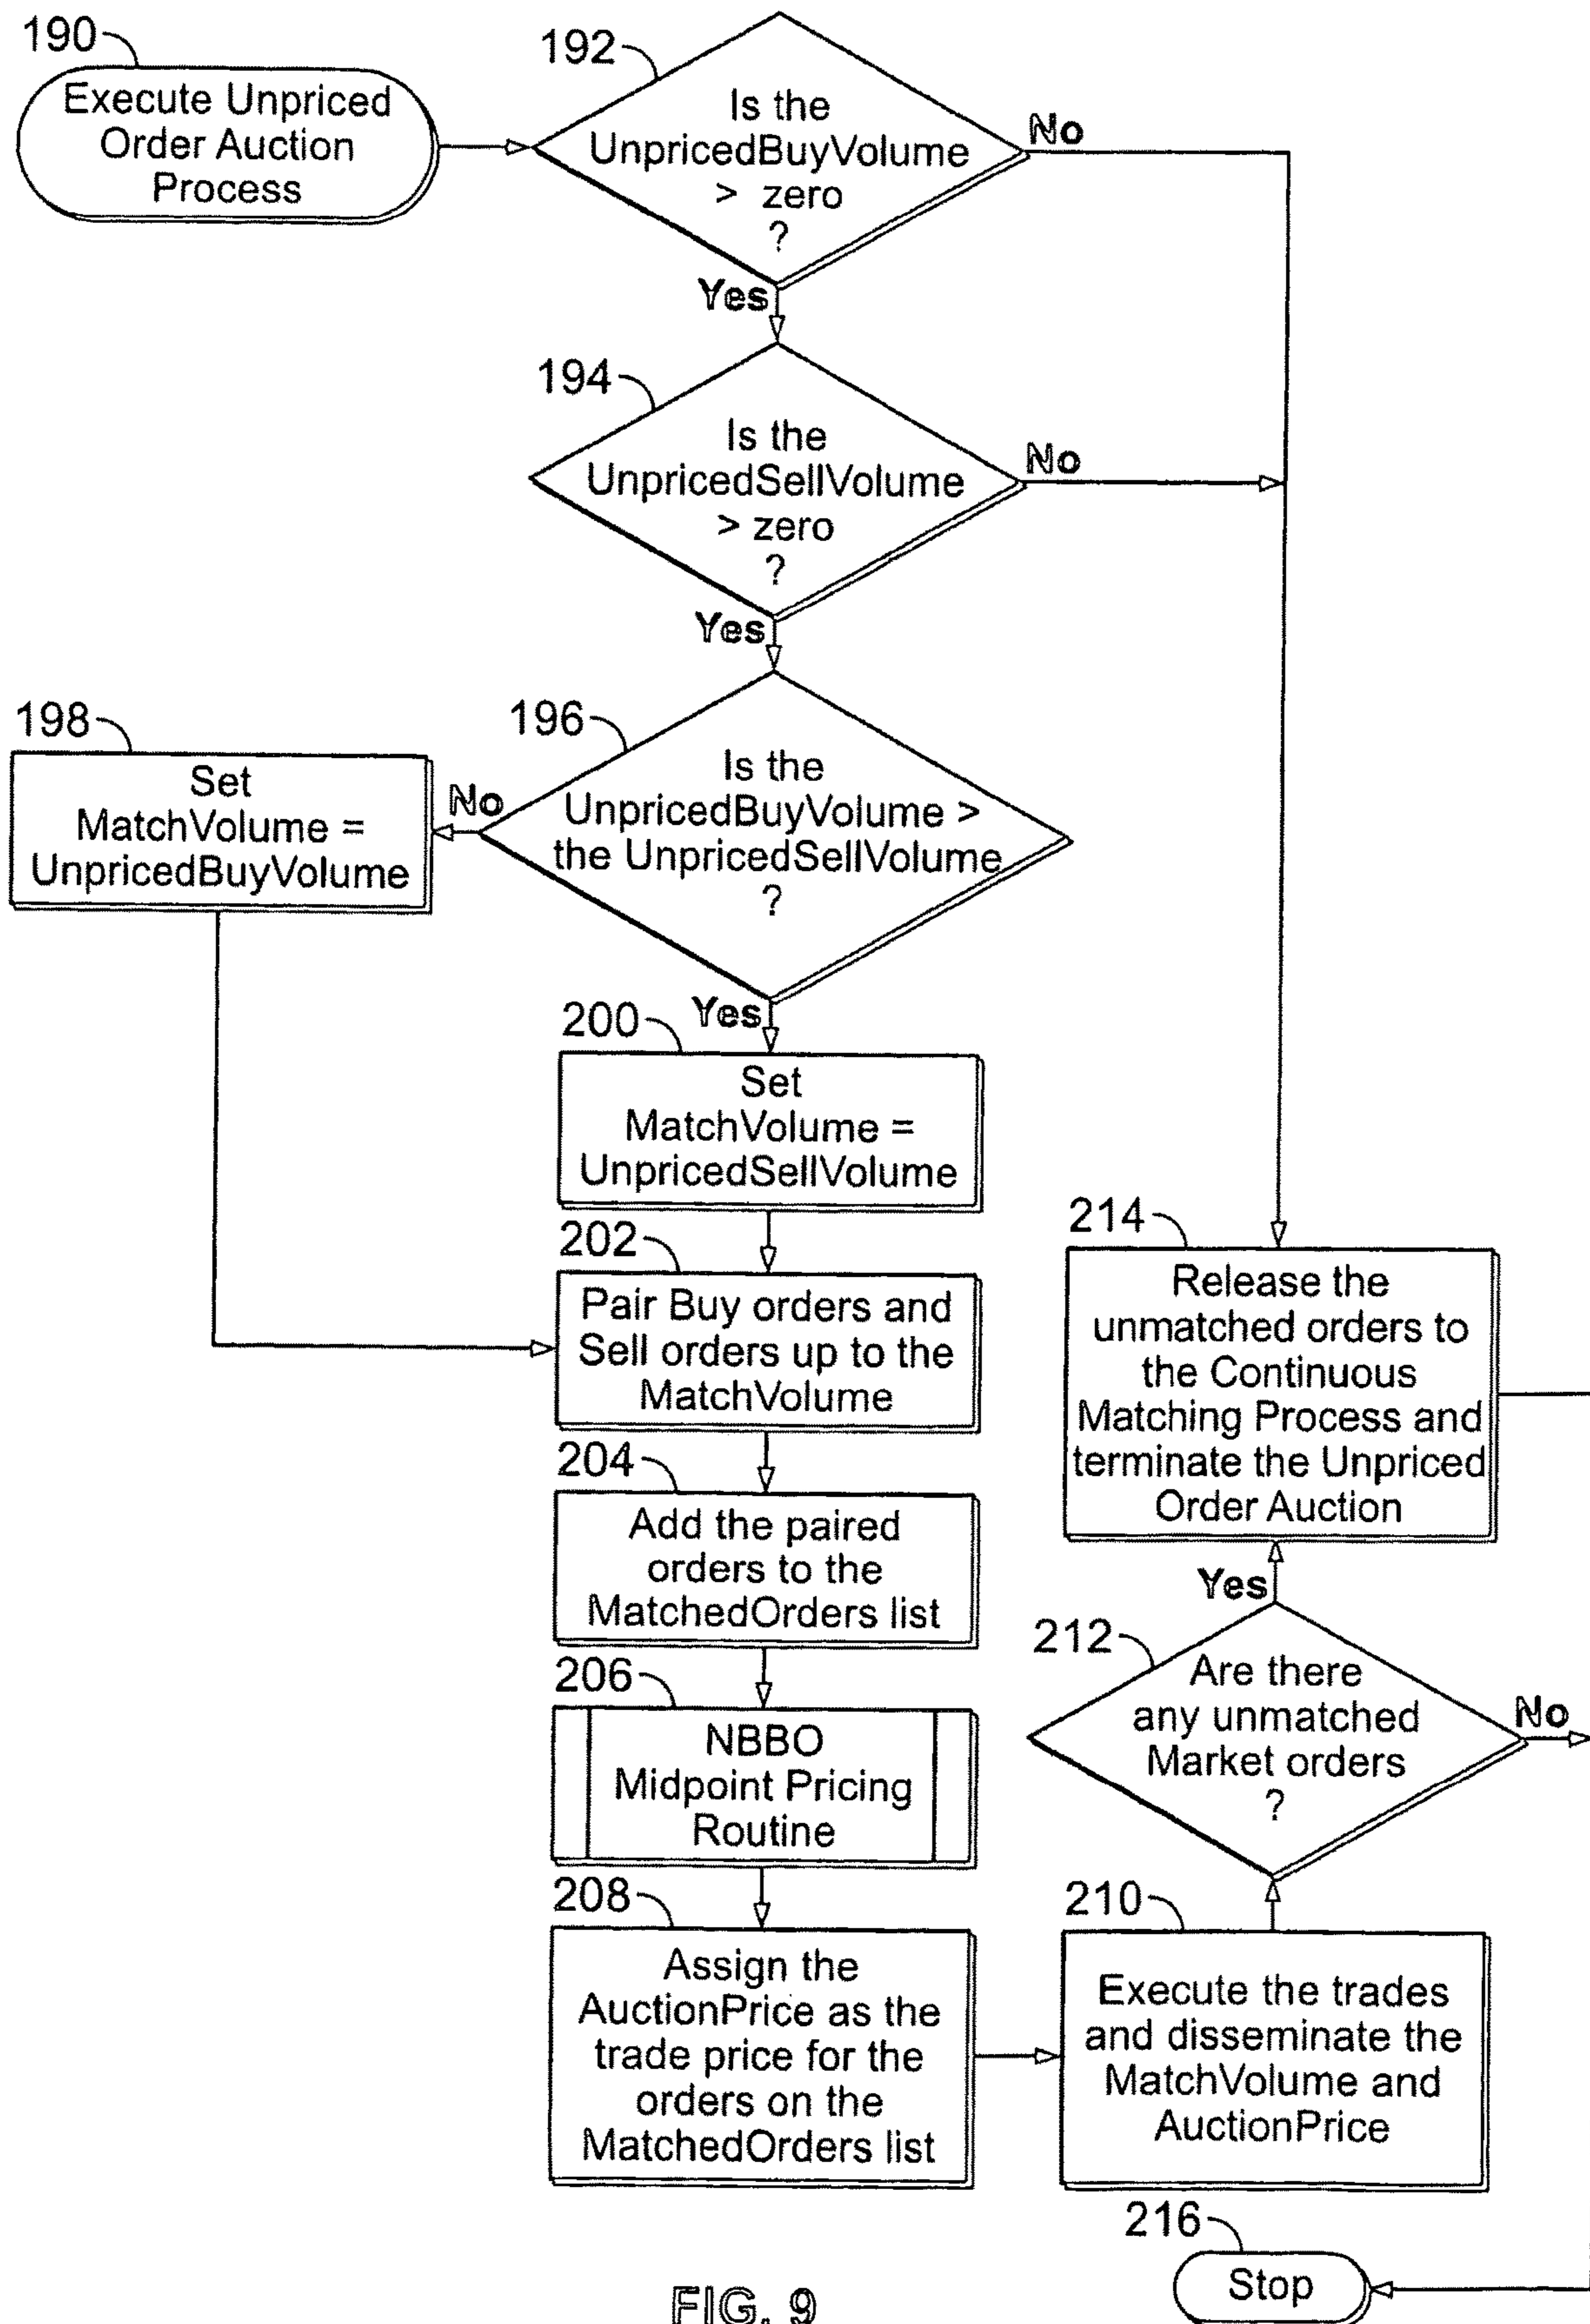 190
Execute Unpriced
Order Auction
Process
192
Is the
UnpricedBuyVolume
> zero
?
No
Yes
194
Is the
UnpricedSellVolume
> zero
?
No
Yes
196
Is the
UnpricedBuyVolume >
the UnpricedSellVolume
?
No
Yes
198
Set
MatchVolume =
UnpricedBuyVolume
200
Set
MatchVolume =
UnpricedSellVolume
202
Pair Buy orders and
Sell orders up to the
MatchVolume
204
Add the paired
orders to the
MatchedOrders list
206
NBBO
Midpoint Pricing
Routine
208
Assign the
AuctionPrice as the
trade price for the
orders on the
MatchedOrders list
210
Execute the trades
and disseminate the
MatchVolume and
AuctionPrice
212
Are there
any unmatched
Market orders
?
No
Yes
214
Release the
unmatched orders to
the Continuous
Matching Process and
terminate the Unpriced
Order Auction
216
Stop
FIG. 9